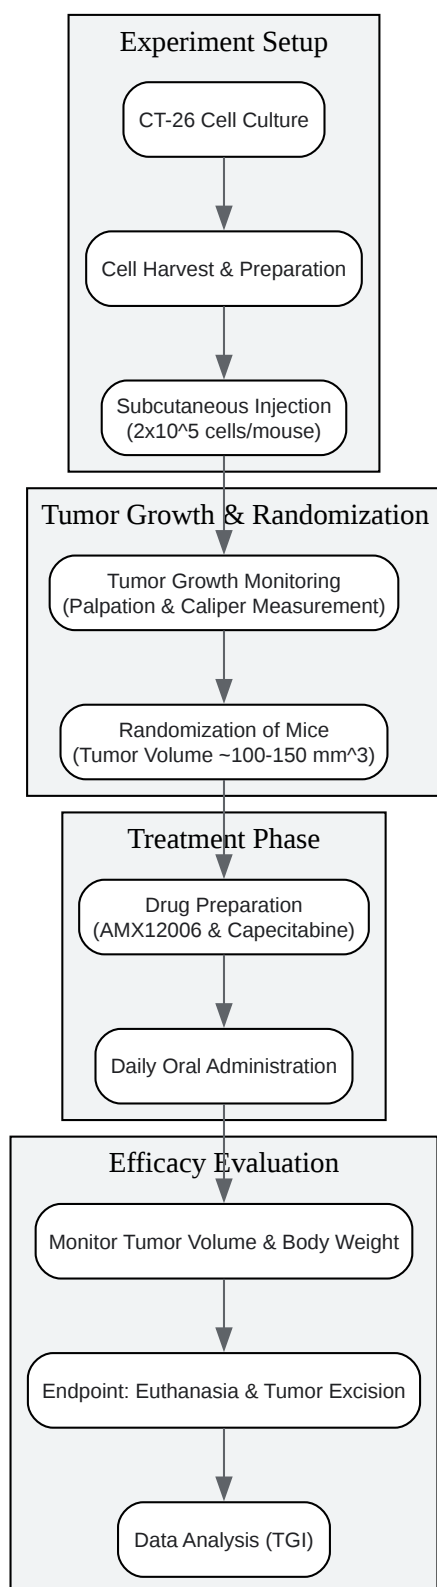 Experiment Setup
CT-26 Cell Culture
Cell Harvest & Preparation
Subcutaneous Injection
(2x10^5 cells/mouse)
Tumor Growth & Randomization
Tumor Growth Monitoring
(Palpation & Caliper Measurement)
Randomization of Mice
(Tumor Volume ~100-150 mm^3)
Treatment Phase
Drug Preparation
(AMX12006 & Capecitabine)
Daily Oral Administration
Efficacy Evaluation
Monitor Tumor Volume & Body Weight
Endpoint: Euthanasia & Tumor Excision
Data Analysis (TGI)